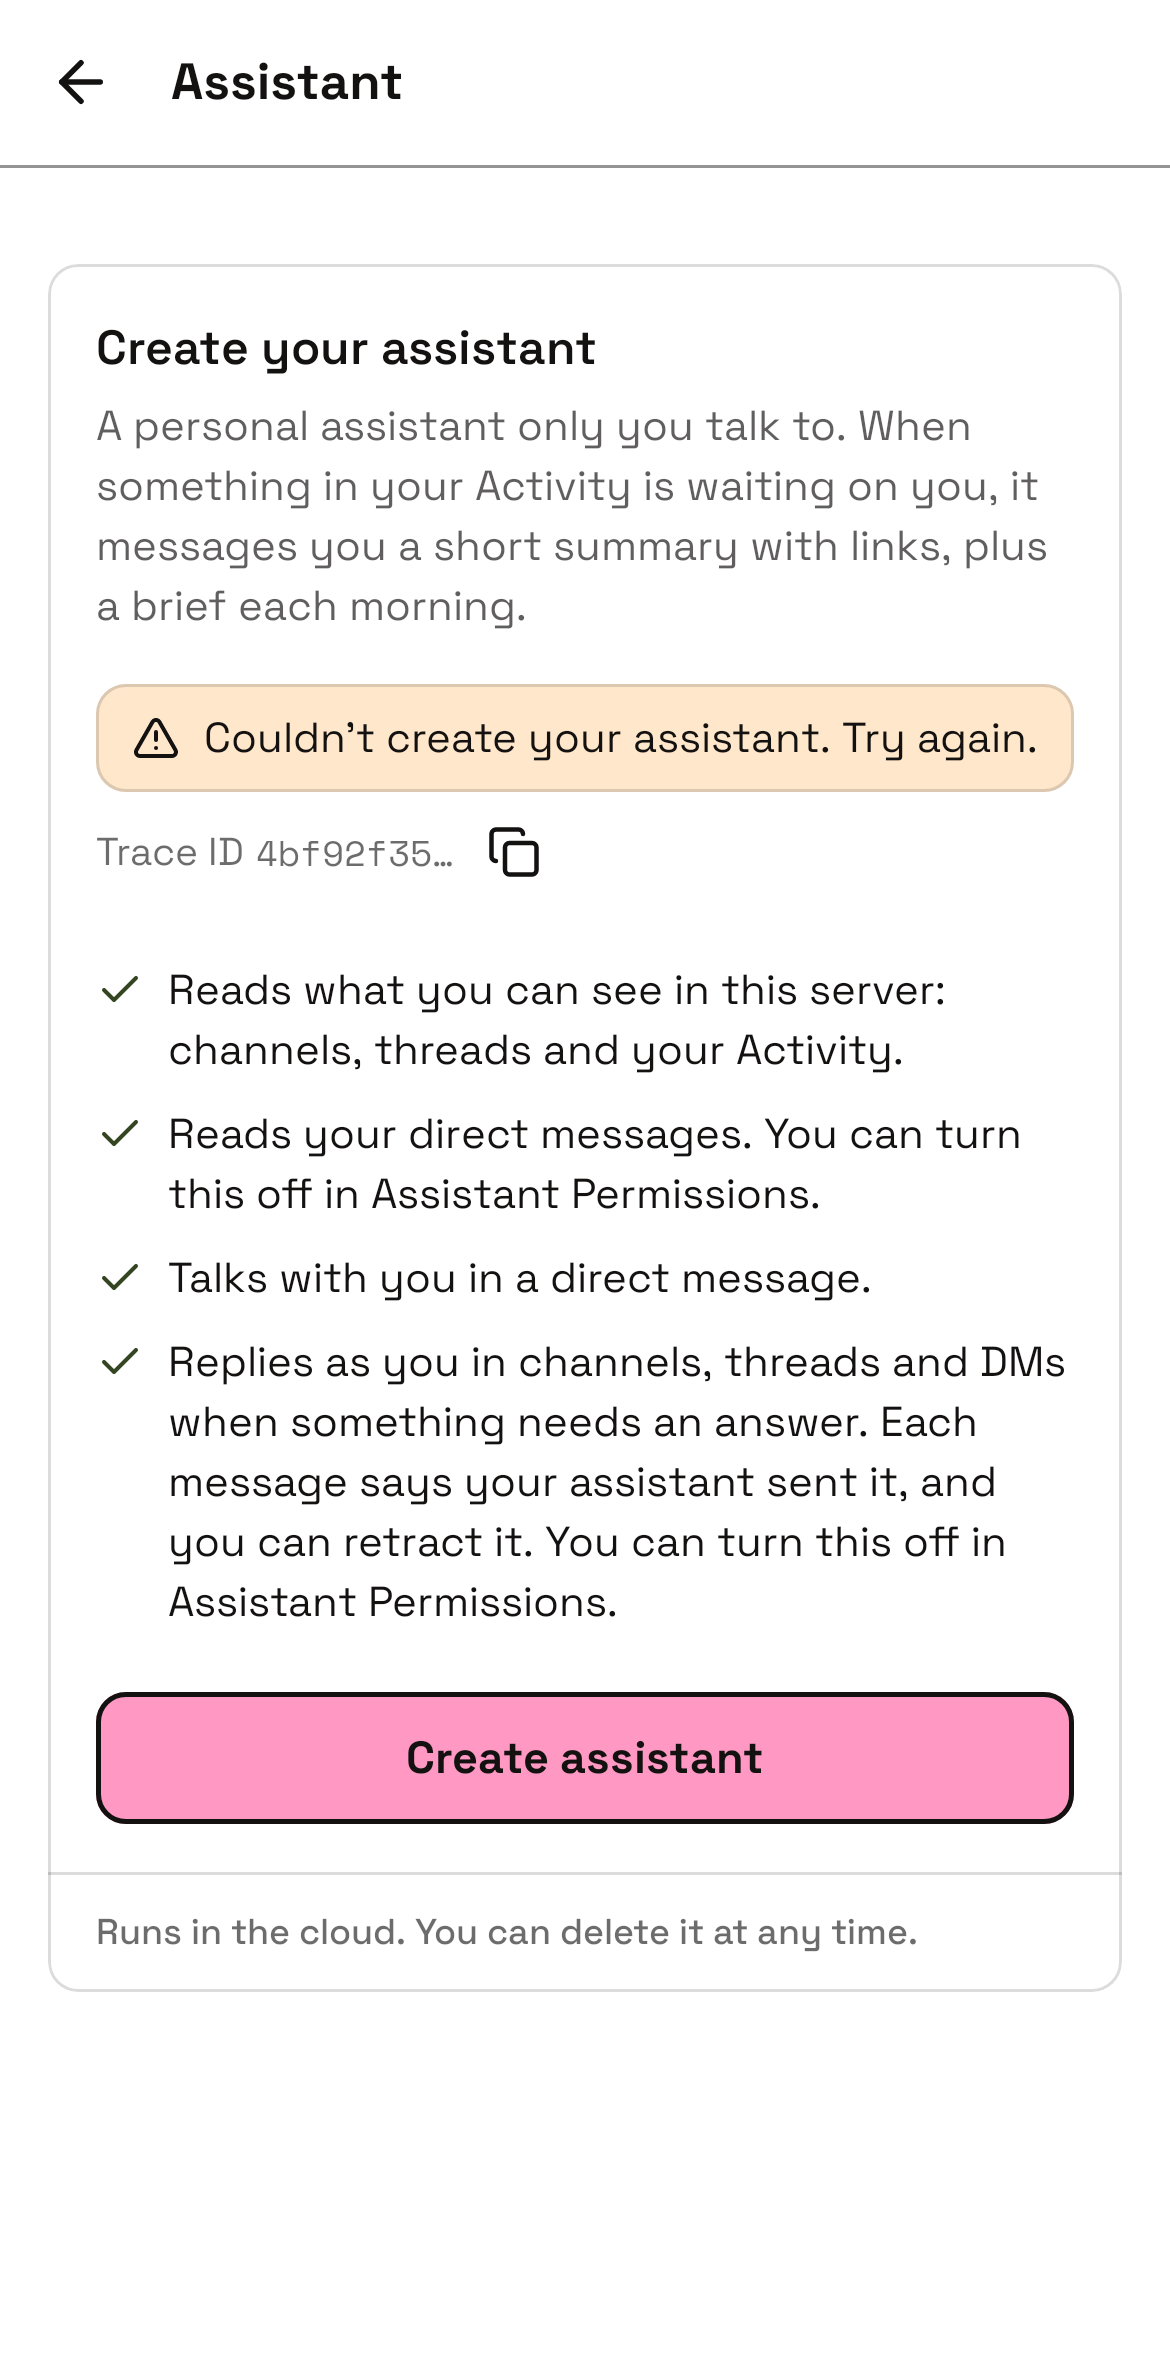 Assistant
Create your assistant
A personal assistant only you talk to. When
something in your Activity is waiting on you, it
messages you a short summary with links, plus
a brief each morning.
Couldn’t create your assistant. Try again.
Trace ID 4bf92f35…
Reads what you can see in this server:
channels, threads and your Activity.
Reads your direct messages. You can turn
this off in Assistant Permissions.
Talks with you in a direct message.
Replies as you in channels, threads and DMs
when something needs an answer. Each
message says your assistant sent it, and
you can retract it. You can turn this off in
Assistant Permissions.
Create assistant
Runs in the cloud. You can delete it at any time.